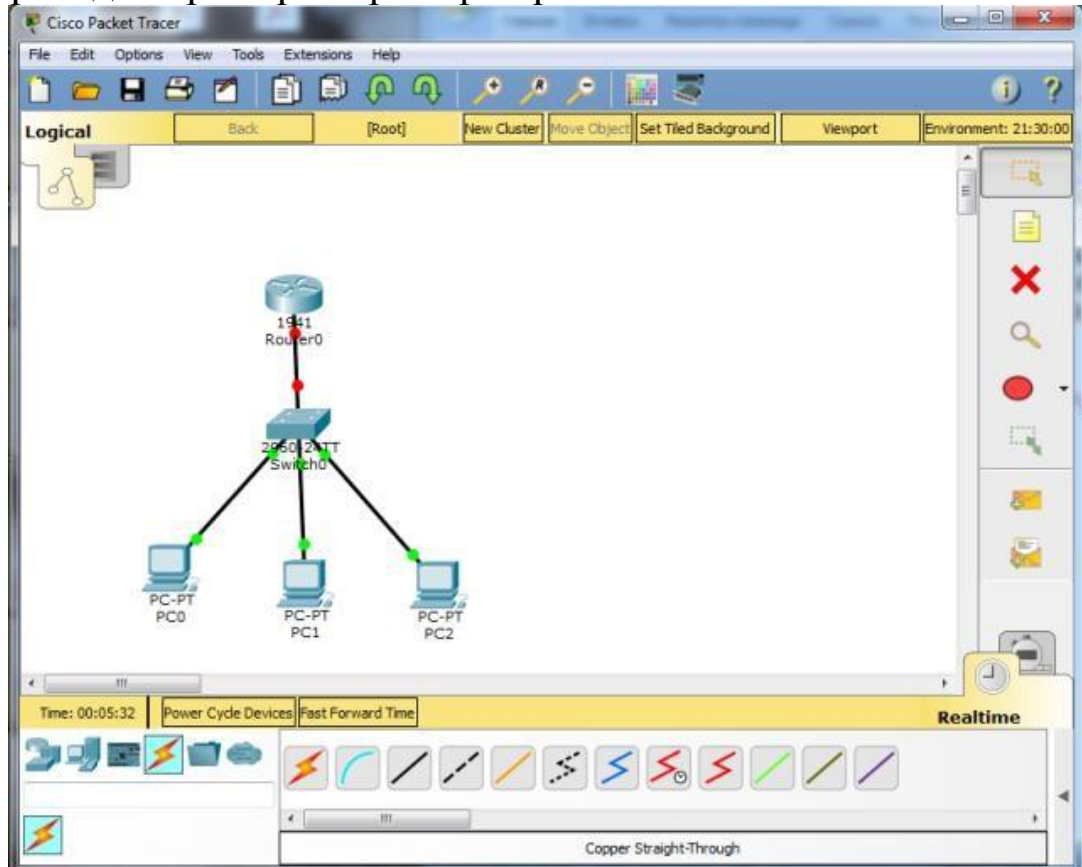 Cisco Packet Tracer
File Edit Options View Tools Extensions Help
Logical Back [Root] New Cluster Move Object Set Tiled Background Viewport Environment: 21:30:00
1941
Router0
2960-24TT
Switch0
PC-PT
PC0
PC-PT
PC1
PC-PT
PC2
Time: 00:05:32 Power Cycle Devices Fast Forward Time Realtime
Copper Straight-Through